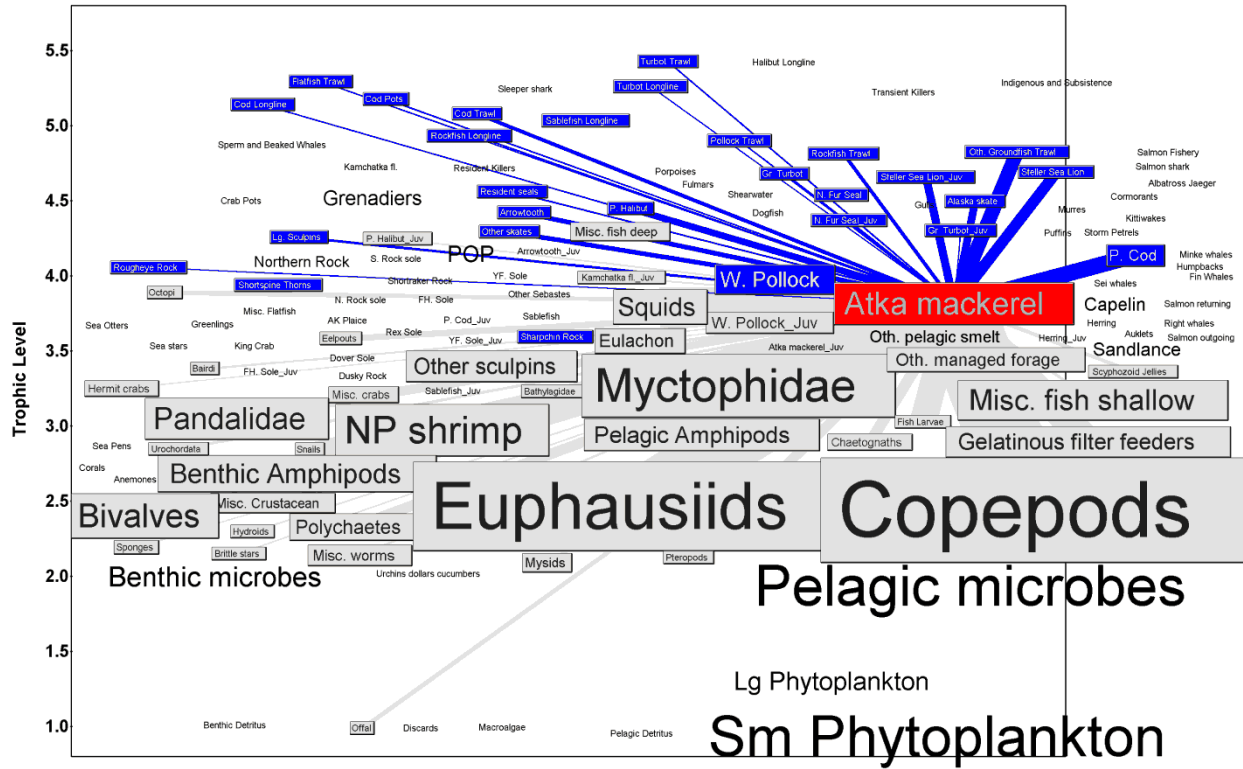 Trophic Level
5.5
5.0
4.5
4.0
3.5
3.0
2.5
2.0
1.5
1.0
Turbot Trawl
Halibut Longline
Flatfish Trawl
Cod Pots
Sleeper shark
Turbot Longline
Transient Killers
Indigenous and Subsistence
Cod Longline
Cod Trawl
Sablefish Longline
Rockfish Longline
Pollock Trawl
Sperm and Beaked Whales
Rockfish Trawl
Oth. Groundfish Trawl
Salmon Fishery
Kamchatka fl.
Resident Killers
Porpoises
Fulmars
Gr. Turbot
Steller Sea Lion_Juv
Steller Sea Lion
Salmon shark
Albatross Jaeger
Crab Pots
Grenadiers
Resident seals
Shearwater
N. Fur Seal
Alaska skate
Cormorants
Arrowtooth
P. Halibut
Dogfish
Murres
Kittiwakes
Lg. Sculpins
P. Halibut_Juv
Other skates
Misc. fish deep
N. Fur Seal_Juv
Gr. Turbot_Juv
Puffins
Storm Petrels
Northern Rock
S. Rock sole
POP
Arrowtooth_Juv
P. Cod
Minke whales
Humpbacks
Fin Whales
Rougheye Rock
Shortspine Thorns
Shortraker Rock
YF. Sole
Kamchatka fl._Juv
W. Pollock
Sei whales
Octopi
N. Rock sole
FH. Sole
Other Sebastes
Squids
Atka mackerel
Capelin
Salmon returning
Misc. Flatfish
Sea Otters
Greenlings
AK Plaice
P. Cod_Juv
Sablefish
W. Pollock_Juv
Herring
Right whales
Eelpouts
Rex Sole
YF. Sole_Juv
Sharpchin Rock
Eulachon
Atka mackerel_Juv
Oth. pelagic smelt
Herring_Juv
Auklets
Salmon outgoing
Sea stars
King Crab
Dover Sole
Sandlance
Bairdi
FH. Sole_Juv
Dusky Rock
Other sculpins
Oth. managed forage
Scyphozoid Jellies
Hermit crabs
Misc. crabs
Sablefish_Juv
Bathylagidae
Myctophidae
Misc. fish shallow
Pandalidae
NP shrimp
Pelagic Amphipods
Fish Larvae
Chaetognaths
Gelatinous filter feeders
Sea Pens
Urochordata
Snails
Corals
Anemones
Benthic Amphipods
Bivalves
Misc. Crustacean
Euphausiids
Copepods
Hydroids
Polychaetes
Sponges
Brittle stars
Misc. worms
Mysids
Pteropods
Benthic microbes
Urchins dollars cucumbers
Pelagic microbes
Lg Phytoplankton
Benthic Detritus
Offal
Discards
Macroalgae
Pelagic Detritus
Sm Phytoplankton